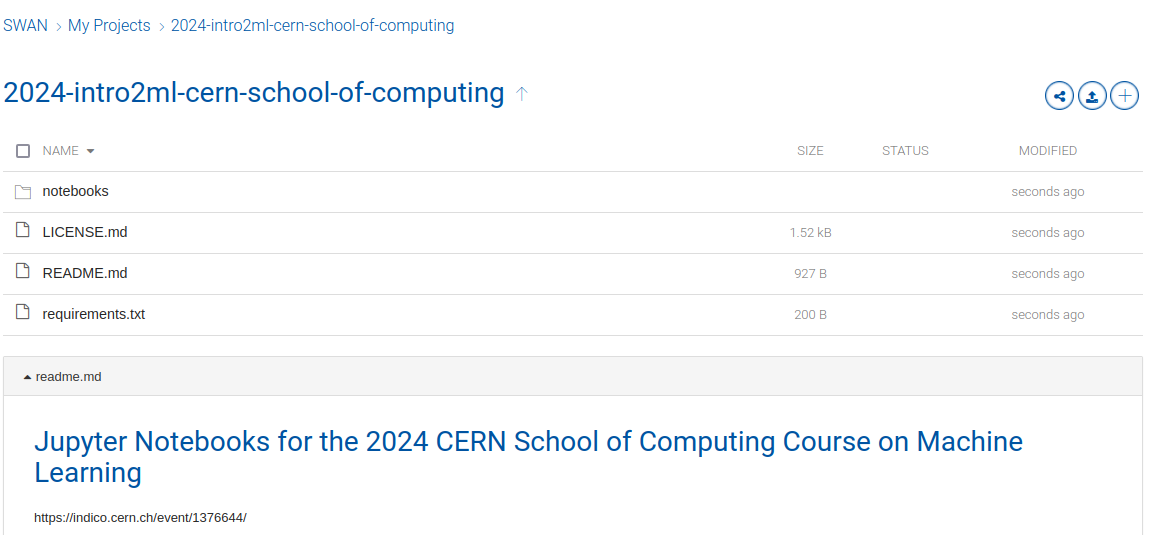 SWAN > My Projects > 2024-intro2ml-cern-school-of-computing
2024-intro2ml-cern-school-of-computing ↑
NAME SIZE STATUS MODIFIED
notebooks seconds ago
LICENSE.md 1.52 kB seconds ago
README.md 927 B seconds ago
requirements.txt 200 B seconds ago
readme.md
Jupyter Notebooks for the 2024 CERN School of Computing Course on Machine
Learning
https://indico.cern.ch/event/1376644/